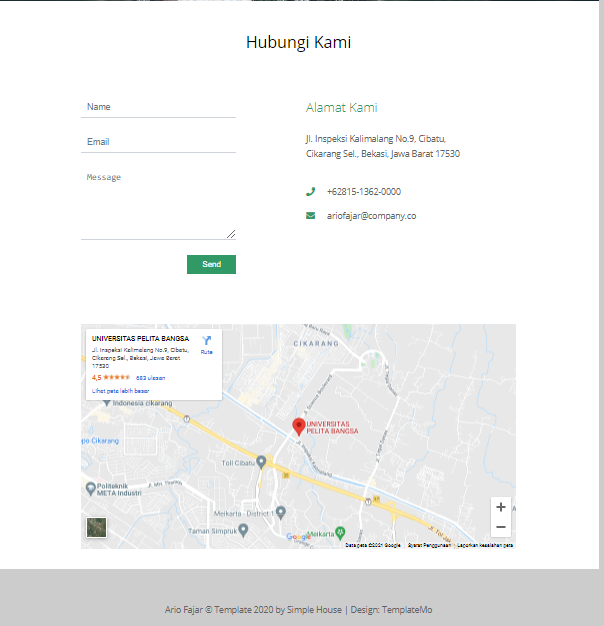 Hubungi Kami
Name
Email
Message
Send
Alamat Kami
Jl. Inspeksi Kalimalang No.9, Cibatu,
Cikarang Sel., Bekasi, Jawa Barat 17530
+62815-1362-0000
ariofajar@company.co
UNIVERSITAS PELITA BANGSA
Jl. Inspeksi Kalimalang No.9, Cibatu,
Cikarang Sel., Bekasi, Jawa Barat
17530
4,5
683 ulasan
Lihat peta lebih besar
Rute
CIKARANG
Indonesia cikarang
po Cikarang
UNIVERSITAS
PELITA BANGSA
Toll Cibatu
Politeknik
META Industri
Meikarta - District 1
Taman Simpruk
Meikarta
Google
Jl. Tol Jak
+
−
Data peta ©2021 Google
Syarat Penggunaan
Laporkan kesalahan peta
Ario Fajar © Template 2020 by Simple House | Design: TemplateMo